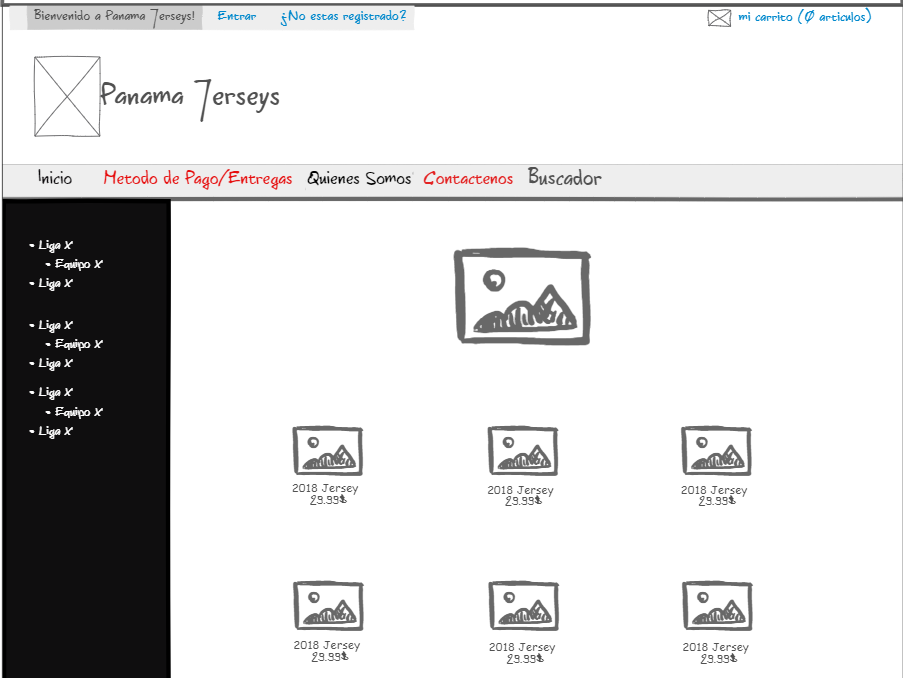 Bienvenido a Panama Jerseys! Entrar ¿No estas registrado? mi carrito (0 articulos)
Panama Jerseys
Inicio Metodo de Pago/Entregas Quienes Somos Contactenos Buscador
- Liga X
- Equipo X
- Liga X
- Liga X
- Equipo X
- Liga X
- Liga X
- Equipo X
- Liga X
2018 Jersey 2018 Jersey 2018 Jersey
29.99$ 29.99$ 29.99$
2018 Jersey 2018 Jersey 2018 Jersey
29.99$ 29.99$ 29.99$